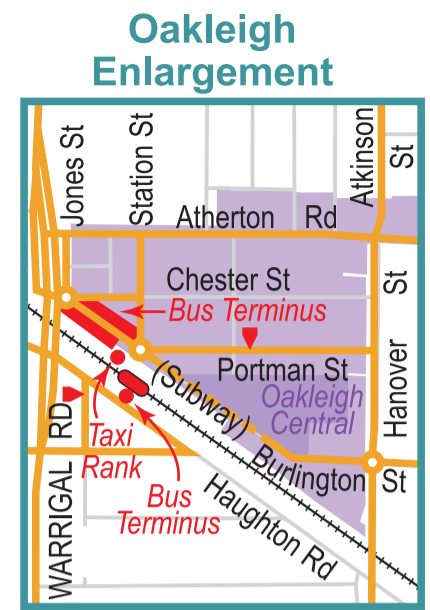 Oakleigh
Enlargement
Jones St
Station St
Atkinson
St
Atherton Rd
Chester St
Bus Terminus
St
Hanover
Portman St
(Subway)
Oakleigh
Central
Taxi
Rank
WARRIGAL RD
Bus
Terminus
Burlington St
Haughton Rd